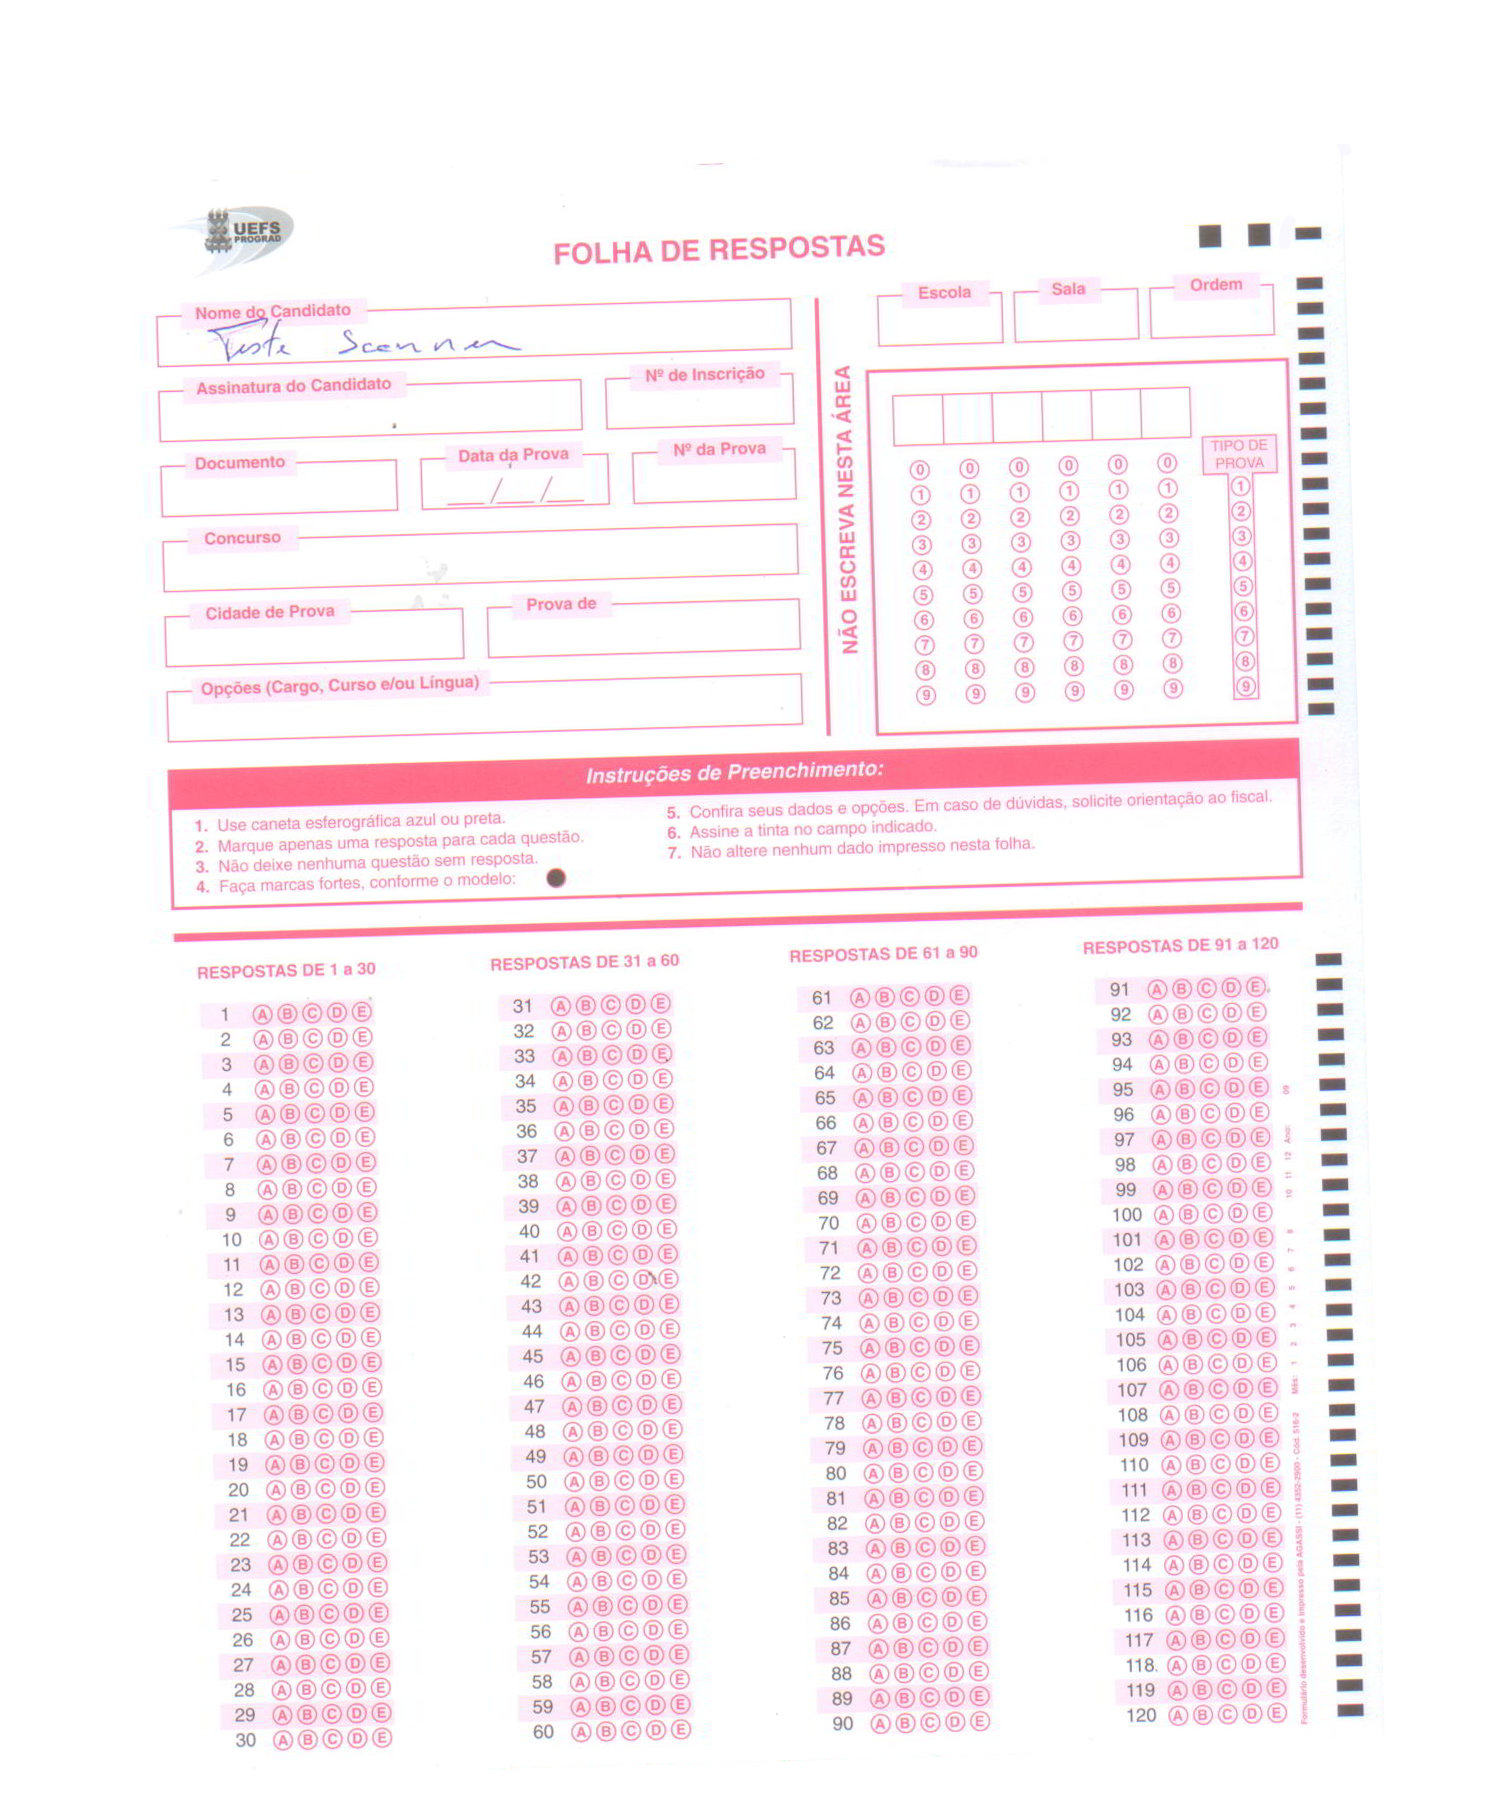 UEFS
PROGRAD
FOLHA DE RESPOSTAS
Nome do Candidato
Teste Scanner
Assinatura do Candidato
Nº de Inscrição
Documento
Data da Prova
__/__/__
Nº da Prova
Concurso
Cidade de Prova
Prova de
Opções (Cargo, Curso e/ou Língua)
NÃO ESCREVA NESTA ÁREA
Escola
Sala
Ordem
TIPO DE
PROVA
0 0 0 0 0 0
1 1 1 1 1 1 1
2 2 2 2 2 2 2
3 3 3 3 3 3 3
4 4 4 4 4 4 4
5 5 5 5 5 5 5
6 6 6 6 6 6 6
7 7 7 7 7 7 7
8 8 8 8 8 8 8
9 9 9 9 9 9 9
Instruções de Preenchimento:
1. Use caneta esferográfica azul ou preta.
2. Marque apenas uma resposta para cada questão.
3. Não deixe nenhuma questão sem resposta.
4. Faça marcas fortes, conforme o modelo:
5. Confira seus dados e opções. Em caso de dúvidas, solicite orientação ao fiscal.
6. Assine a tinta no campo indicado.
7. Não altere nenhum dado impresso nesta folha.
RESPOSTAS DE 1 a 30
1 A B C D E
2 A B C D E
3 A B C D E
4 A B C D E
5 A B C D E
6 A B C D E
7 A B C D E
8 A B C D E
9 A B C D E
10 A B C D E
11 A B C D E
12 A B C D E
13 A B C D E
14 A B C D E
15 A B C D E
16 A B C D E
17 A B C D E
18 A B C D E
19 A B C D E
20 A B C D E
21 A B C D E
22 A B C D E
23 A B C D E
24 A B C D E
25 A B C D E
26 A B C D E
27 A B C D E
28 A B C D E
29 A B C D E
30 A B C D E
RESPOSTAS DE 31 a 60
31 A B C D E
32 A B C D E
33 A B C D E
34 A B C D E
35 A B C D E
36 A B C D E
37 A B C D E
38 A B C D E
39 A B C D E
40 A B C D E
41 A B C D E
42 A B C D E
43 A B C D E
44 A B C D E
45 A B C D E
46 A B C D E
47 A B C D E
48 A B C D E
49 A B C D E
50 A B C D E
51 A B C D E
52 A B C D E
53 A B C D E
54 A B C D E
55 A B C D E
56 A B C D E
57 A B C D E
58 A B C D E
59 A B C D E
60 A B C D E
RESPOSTAS DE 61 a 90
61 A B C D E
62 A B C D E
63 A B C D E
64 A B C D E
65 A B C D E
66 A B C D E
67 A B C D E
68 A B C D E
69 A B C D E
70 A B C D E
71 A B C D E
72 A B C D E
73 A B C D E
74 A B C D E
75 A B C D E
76 A B C D E
77 A B C D E
78 A B C D E
79 A B C D E
80 A B C D E
81 A B C D E
82 A B C D E
83 A B C D E
84 A B C D E
85 A B C D E
86 A B C D E
87 A B C D E
88 A B C D E
89 A B C D E
90 A B C D E
RESPOSTAS DE 91 a 120
91 A B C D E
92 A B C D E
93 A B C D E
94 A B C D E
95 A B C D E
96 A B C D E
97 A B C D E
98 A B C D E
99 A B C D E
100 A B C D E
101 A B C D E
102 A B C D E
103 A B C D E
104 A B C D E
105 A B C D E
106 A B C D E
107 A B C D E
108 A B C D E
109 A B C D E
110 A B C D E
111 A B C D E
112 A B C D E
113 A B C D E
114 A B C D E
115 A B C D E
116 A B C D E
117 A B C D E
118. A B C D E
119 A B C D E
120 A B C D E
Formulário desenvolvido e impresso pela AGASSI - (11) 4352-2900 - Cód. 516-2 Mês: 1 2 3 4 5 6 7 8 10 11 12 Ano: 09